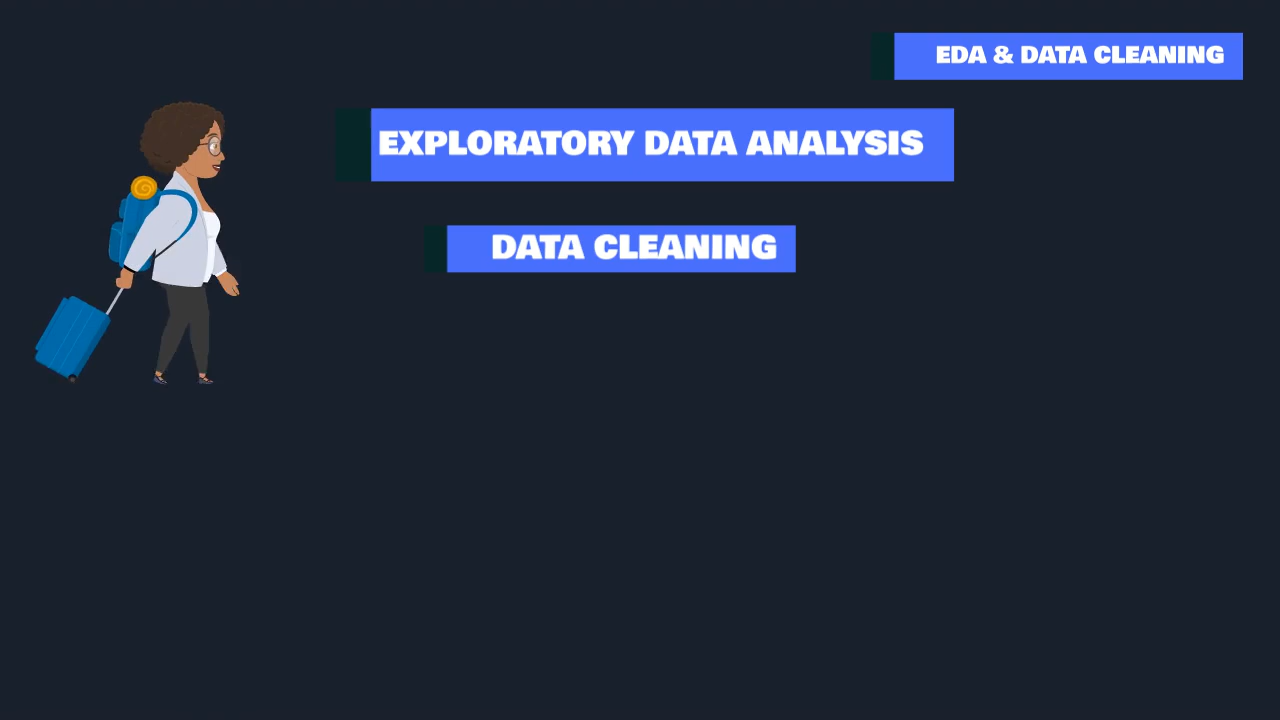 EDA & DATA CLEANING
EXPLORATORY DATA ANALYSIS
DATA CLEANING